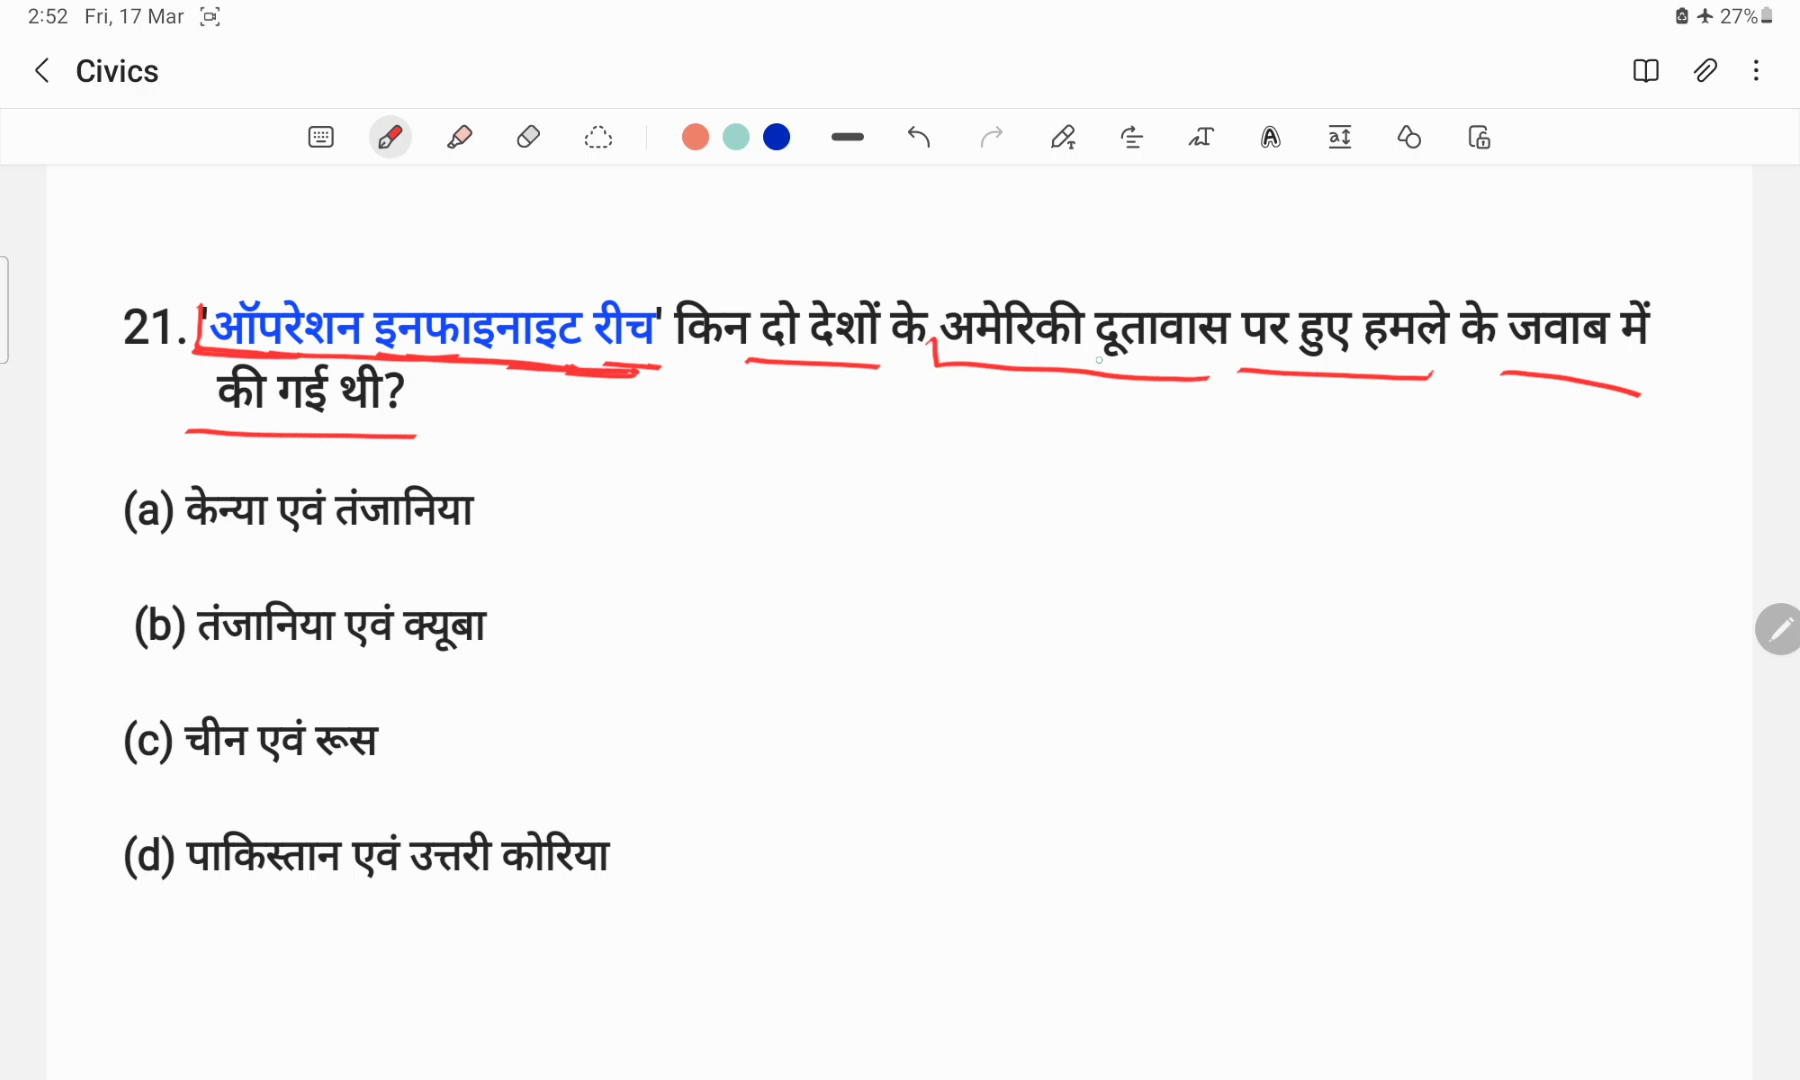 2:52 Fri, 17 Mar 27%
Civics
21. 'ऑपरेशन इनफाइनाइट रीच' किन दो देशों के अमेरिकी दूतावास पर हुए हमले के जवाब में
की गई थी?
(a) केन्या एवं तंजानिया
(b) तंजानिया एवं क्यूबा
(c) चीन एवं रूस
(d) पाकिस्तान एवं उत्तरी कोरिया